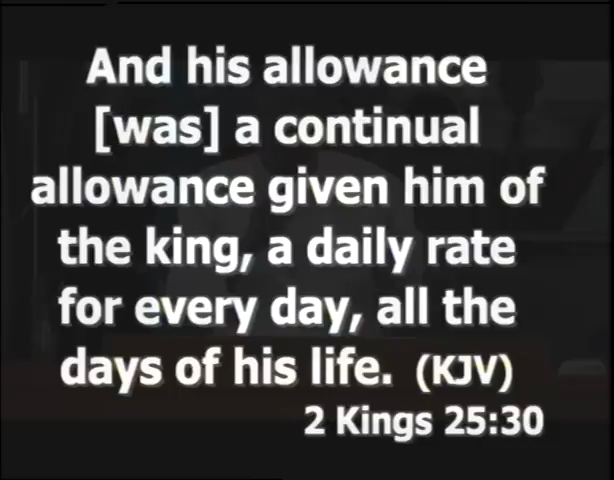 And his allowance
[was] a continual
allowance given him of
the king, a daily rate
for every day, all the
days of his life. (KJV)
2 Kings 25:30